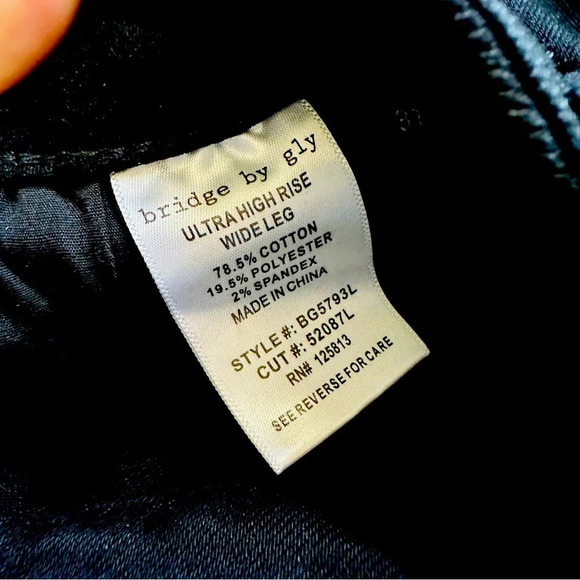 bridge by gly
ULTRA HIGH RISE
WIDE LEG
78.5% COTTON
19.5% POLYESTER
2% SPANDEX
MADE IN CHINA
STYLE#: BG5793L
CUT#: 52087L
RN# 125813
SEE REVERSE FOR CARE